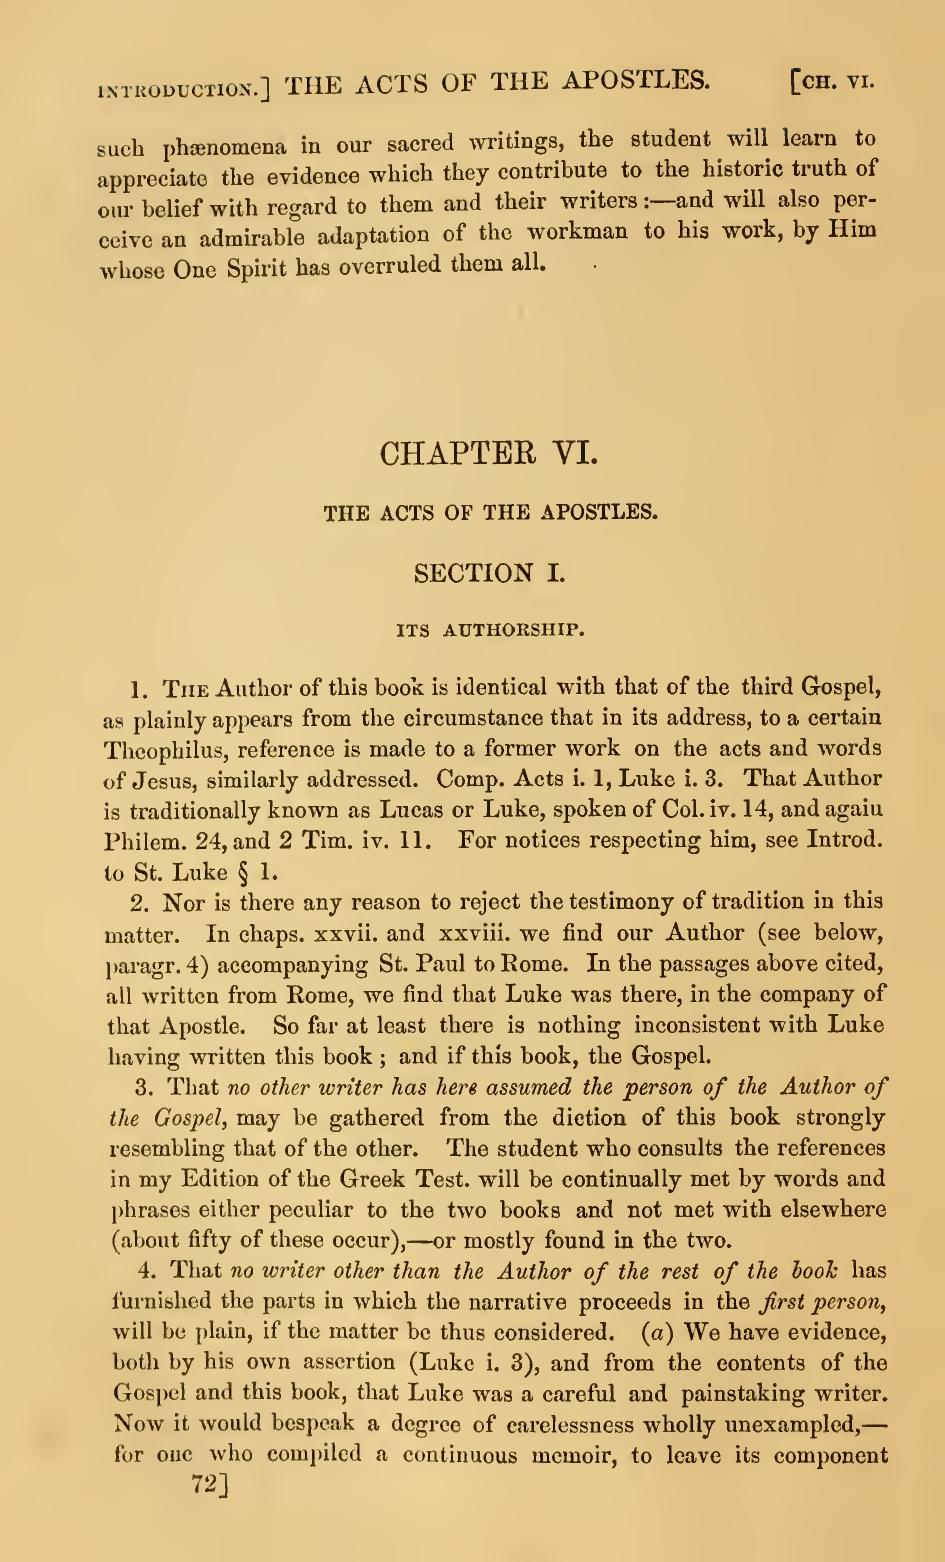 INTRODUCTION.] THE ACTS OF THE APOSTLES. [CH. VI.
such phænomena in our sacred writings, the student will learn to
appreciate the evidence which they contribute to the historic truth of
our belief with regard to them and their writers :—and will also per-
ceive an admirable adaptation of the workman to his work, by Him
whose One Spirit has overruled them all.
CHAPTER VI.
THE ACTS OF THE APOSTLES.
SECTION I.
ITS AUTHORSHIP.
1. THE Author of this book is identical with that of the third Gospel,
as plainly appears from the circumstance that in its address, to a certain
Theophilus, reference is made to a former work on the acts and words
of Jesus, similarly addressed. Comp. Acts i. 1, Luke i. 3. That Author
is traditionally known as Lucas or Luke, spoken of Col. iv. 14, and again
Philem. 24, and 2 Tim. iv. 11. For notices respecting him, see Introd.
to St. Luke § 1.
2. Nor is there any reason to reject the testimony of tradition in this
matter. In chaps. xxvii. and xxviii. we find our Author (see below,
paragr. 4) accompanying St. Paul to Rome. In the passages above cited,
all written from Rome, we find that Luke was there, in the company of
that Apostle. So far at least there is nothing inconsistent with Luke
having written this book ; and if this book, the Gospel.
3. That no other writer has here assumed the person of the Author of
the Gospel, may be gathered from the diction of this book strongly
resembling that of the other. The student who consults the references
in my Edition of the Greek Test. will be continually met by words and
phrases either peculiar to the two books and not met with elsewhere
(about fifty of these occur),—or mostly found in the two.
4. That no writer other than the Author of the rest of the book has
furnished the parts in which the narrative proceeds in the first person,
will be plain, if the matter be thus considered. (a) We have evidence,
both by his own assertion (Luke i. 3), and from the contents of the
Gospel and this book, that Luke was a careful and painstaking writer.
Now it would bespeak a degree of carelessness wholly unexampled,—
for one who compiled a continuous memoir, to leave its component
72]